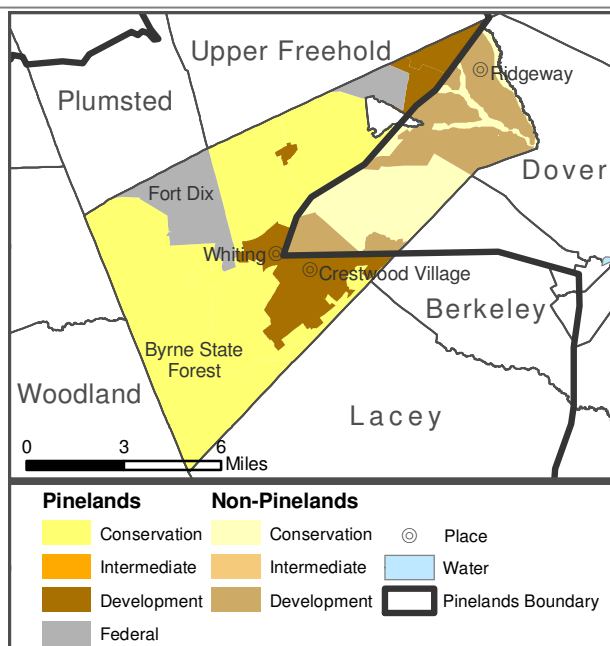 Upper Freehold
Ridgeway
Plumsted
Dover
Fort Dix
Whiting
Crestwood Village
Berkeley
Byrne State
Forest
Woodland
Lacey
0 3 6
Miles
Pinelands Non-Pinelands
Conservation Conservation Place
Intermediate Intermediate Water
Development Development Pinelands Boundary
Federal